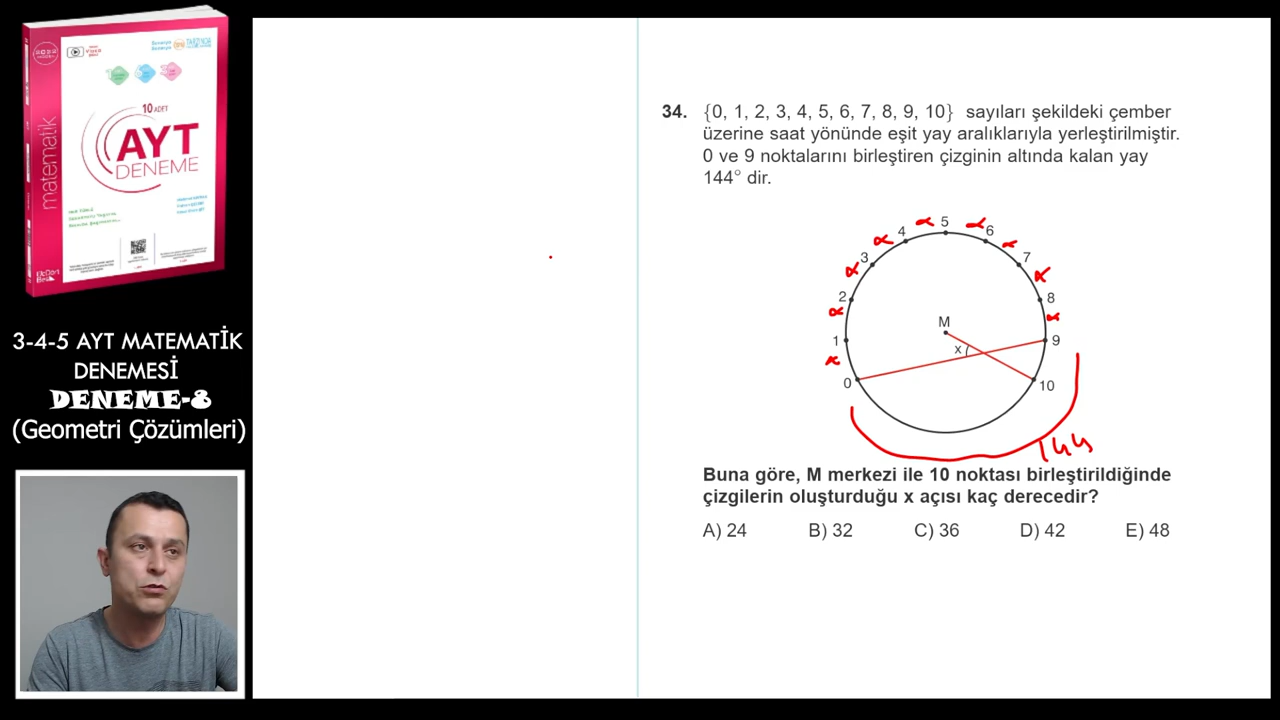 2022
matematik
10 ADET
AYT
DENEME
3-4-5 AYT MATEMATİK
DENEMESİ
DENEME-8
(Geometri Çözümleri)
34. {0, 1, 2, 3, 4, 5, 6, 7, 8, 9, 10} sayıları şekildeki çember
üzerine saat yönünde eşit yay aralıklarıyla yerleştirilmiştir.
0 ve 9 noktalarını birleştiren çizginin altında kalan yay
144° dir.
α 5 α
4 6
α α
3 7
α α
2 8
α α
M
1 9
x
α
0 10
144
Buna göre, M merkezi ile 10 noktası birleştirildiğinde
çizgilerin oluşturduğu x açısı kaç derecedir?
A) 24 B) 32 C) 36 D) 42 E) 48